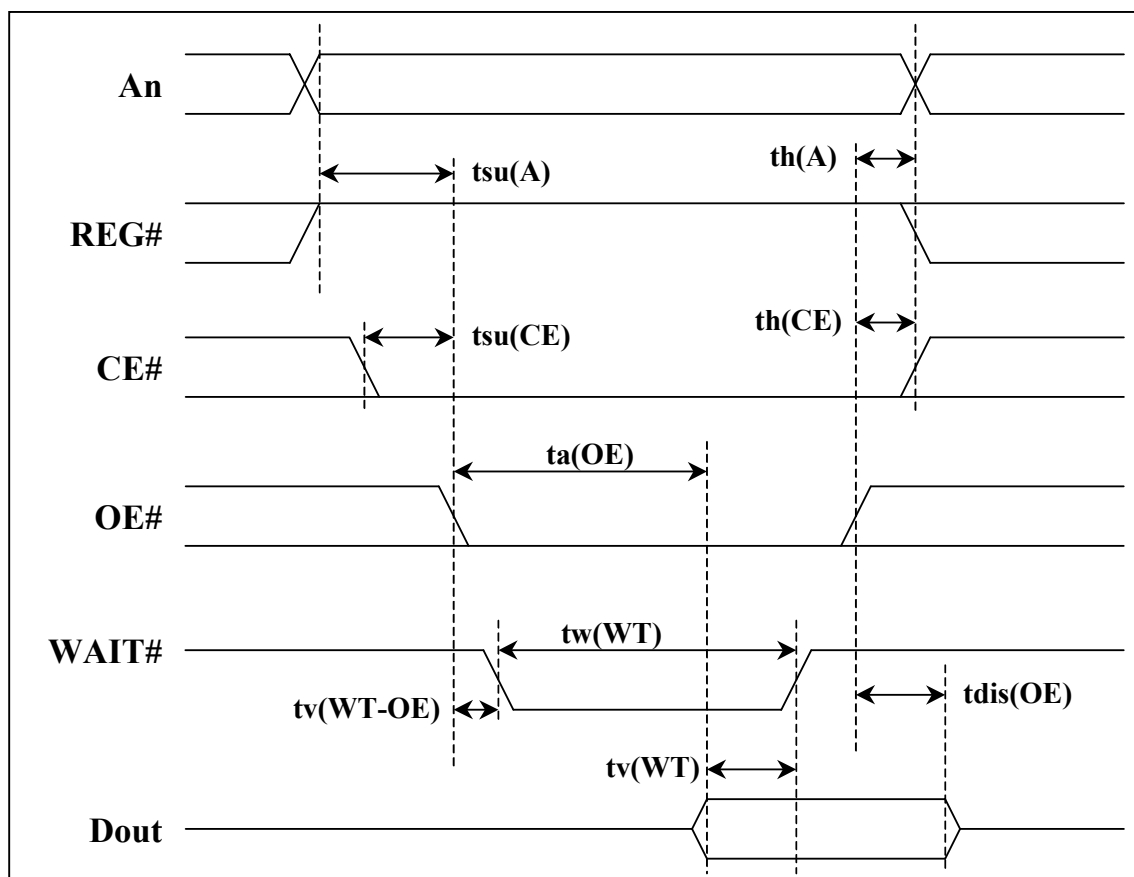 An
tsu(A)
th(A)
REG#
tsu(CE)
th(CE)
CE#
ta(OE)
OE#
tw(WT)
WAIT#
tv(WT-OE)
tdis(OE)
tv(WT)
Dout